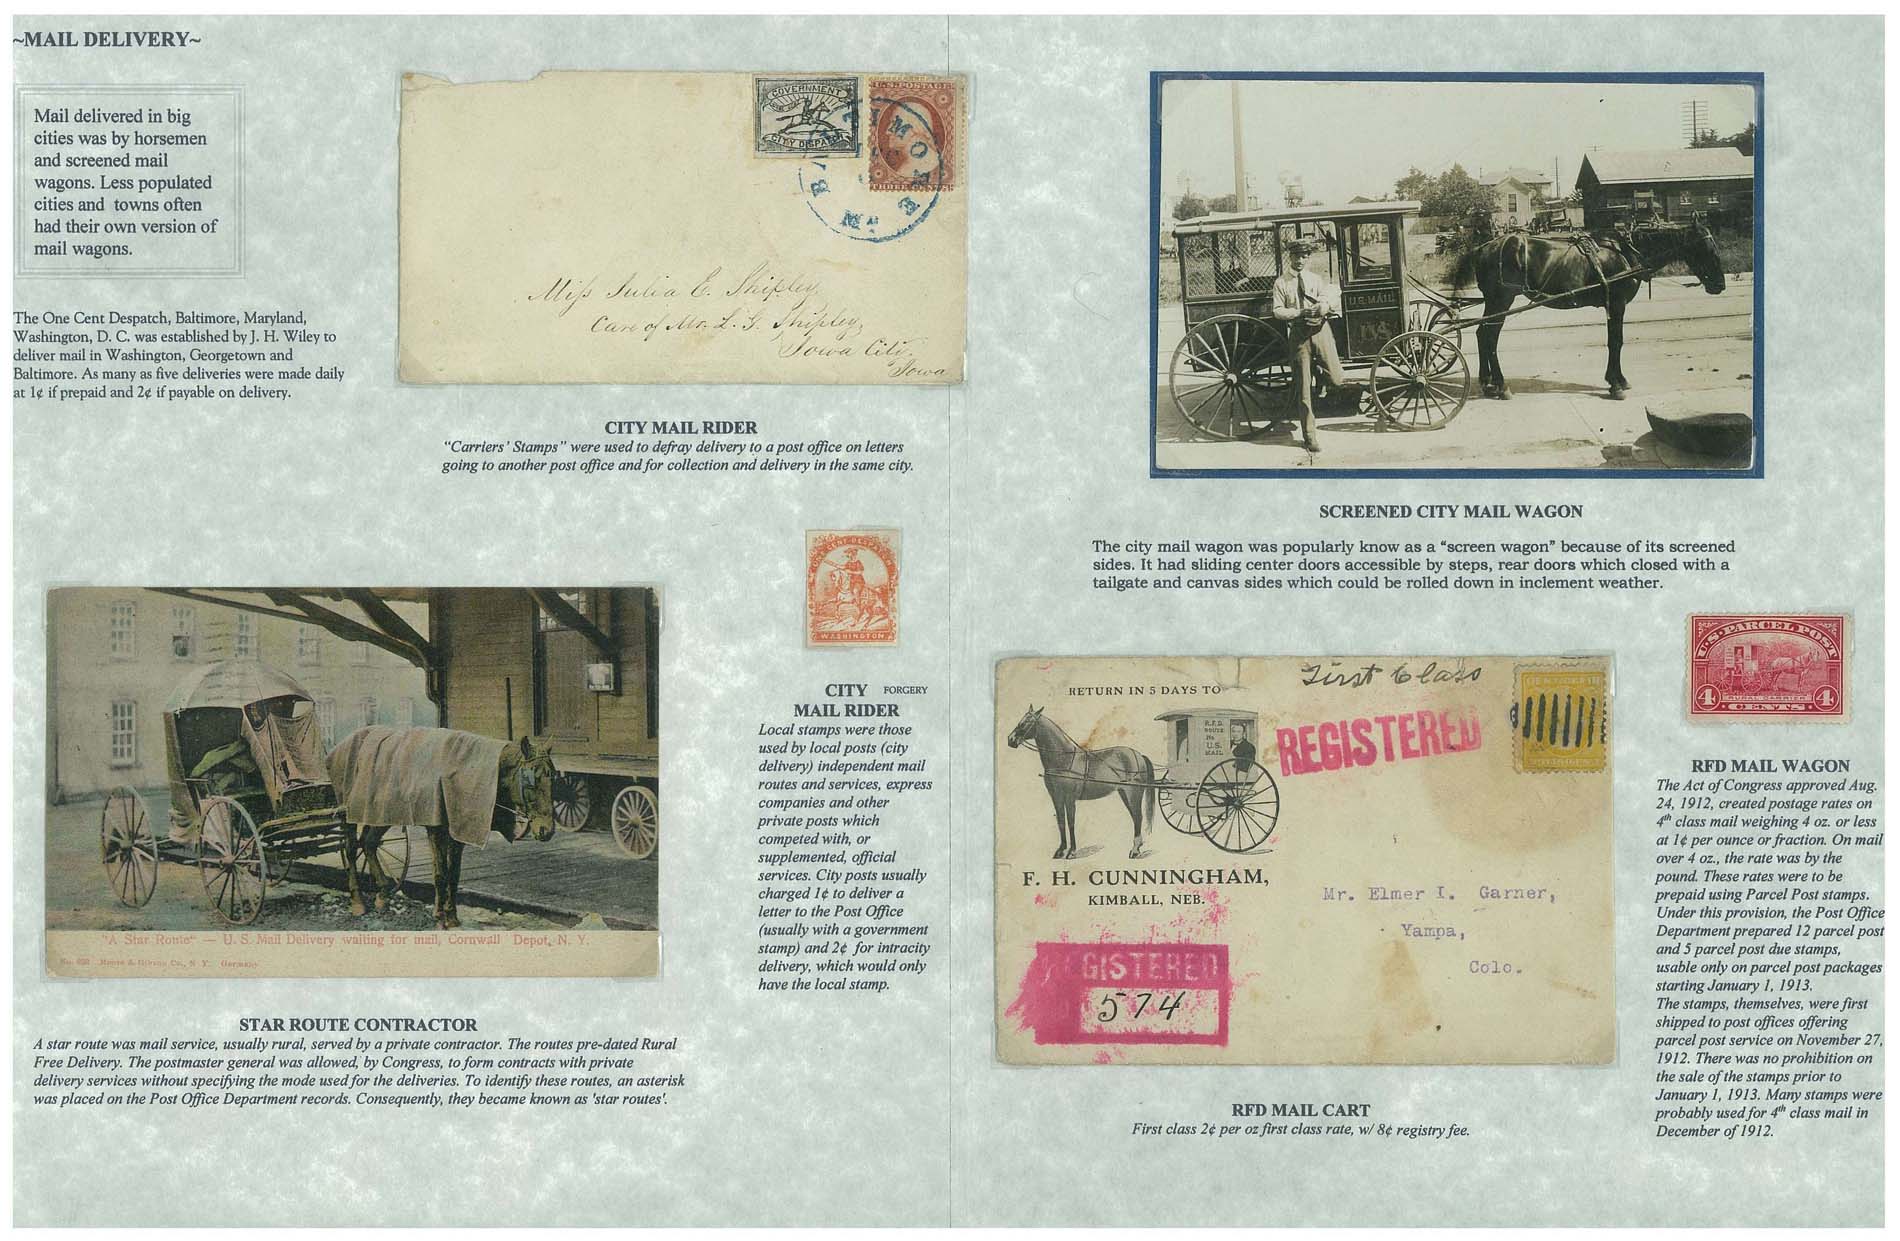 ~MAIL DELIVERY~
Mail delivered in big
cities was by horsemen
and screened mail
wagons. Less populated
cities and towns often
had their own version of
mail wagons.
The One Cent Despatch, Baltimore, Maryland,
Washington, D. C. was established by J. H. Wiley to
deliver mail in Washington, Georgetown and
Baltimore. As many as five deliveries were made daily
at 1¢ if prepaid and 2¢ if payable on delivery.
GOVERNMENT
CITY DISPATCH
U.S. POSTAGE
THREE CENTS
BALTIMORE
Miss Julia E. Shipley
Care of Mr. L. G. Shipley,
Iowa City,
Iowa
CITY MAIL RIDER
"Carriers' Stamps" were used to defray delivery to a post office on letters
going to another post office and for collection and delivery in the same city.
U.S. MAIL
U.S
SCREENED CITY MAIL WAGON
The city mail wagon was popularly know as a "screen wagon" because of its screened
sides. It had sliding center doors accessible by steps, rear doors which closed with a
tailgate and canvas sides which could be rolled down in inclement weather.
"A Star Route" — U. S. Mail Delivery waiting for mail, Cornwall Depot, N. Y.
Co., N. Y. Germany
STAR ROUTE CONTRACTOR
A star route was mail service, usually rural, served by a private contractor. The routes pre-dated Rural
Free Delivery. The postmaster general was allowed, by Congress, to form contracts with private
delivery services without specifying the mode used for the deliveries. To identify these routes, an asterisk
was placed on the Post Office Department records. Consequently, they became known as 'star routes'.
ONE CENT DESPATCH
WASHINGTON
CITY FORGERY
MAIL RIDER
Local stamps were those
used by local posts (city
delivery) independent mail
routes and services, express
companies and other
private posts which
competed with, or
supplemented, official
services. City posts usually
charged 1¢ to deliver a
letter to the Post Office
(usually with a government
stamp) and 2¢ for intracity
delivery, which would only
have the local stamp.
First Class
RETURN IN 5 DAYS TO
R.F.D.
ROUTE
No
U.S.
MAIL
REGISTERED
F. H. CUNNINGHAM,
KIMBALL, NEB.
Mr. Elmer I. Garner,
Yampa,
Colo.
REGISTERED
574
RFD MAIL CART
First class 2¢ per oz first class rate, w/ 8¢ registry fee.
U.S. PARCEL POST
4 RURAL CARRIER 4
CENTS
RFD MAIL WAGON
The Act of Congress approved Aug.
24, 1912, created postage rates on
4th class mail weighing 4 oz. or less
at 1¢ per ounce or fraction. On mail
over 4 oz., the rate was by the
pound. These rates were to be
prepaid using Parcel Post stamps.
Under this provision, the Post Office
Department prepared 12 parcel post
and 5 parcel post due stamps,
usable only on parcel post packages
starting January 1, 1913.
The stamps, themselves, were first
shipped to post offices offering
parcel post service on November 27,
1912. There was no prohibition on
the sale of the stamps prior to
January 1, 1913. Many stamps were
probably used for 4th class mail in
December of 1912.